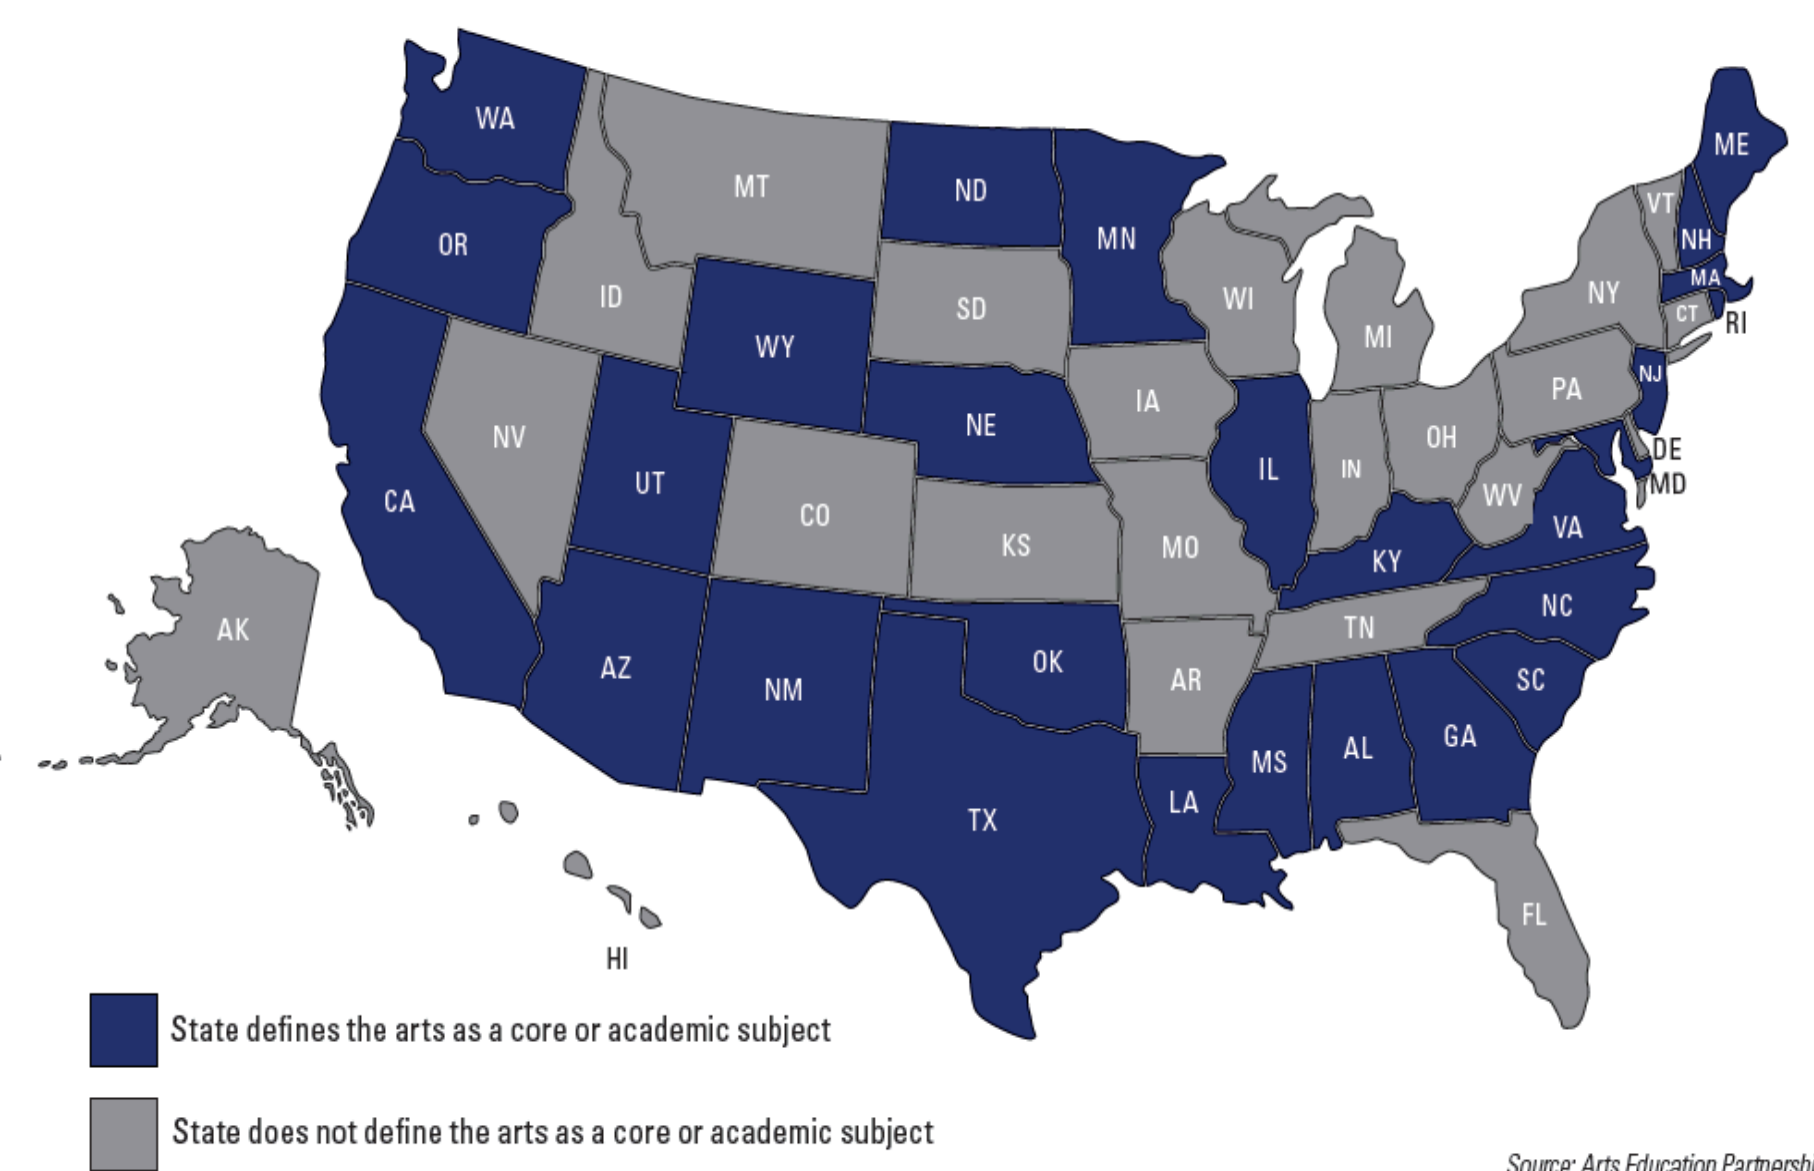 WA
ME
MT
ND
VT
MN
NH
OR
MA
ID
SD
WI
NY
CT
RI
WY
MI
NJ
PA
IA
NE
NV
OH
DE
UT
IL
IN
MD
CA
CO
WV
VA
KS
MO
KY
NC
AK
TN
OK
AZ
AR
SC
NM
GA
AL
MS
LA
TX
FL
HI
State defines the arts as a core or academic subject
State does not define the arts as a core or academic subject
Source: Arts Education